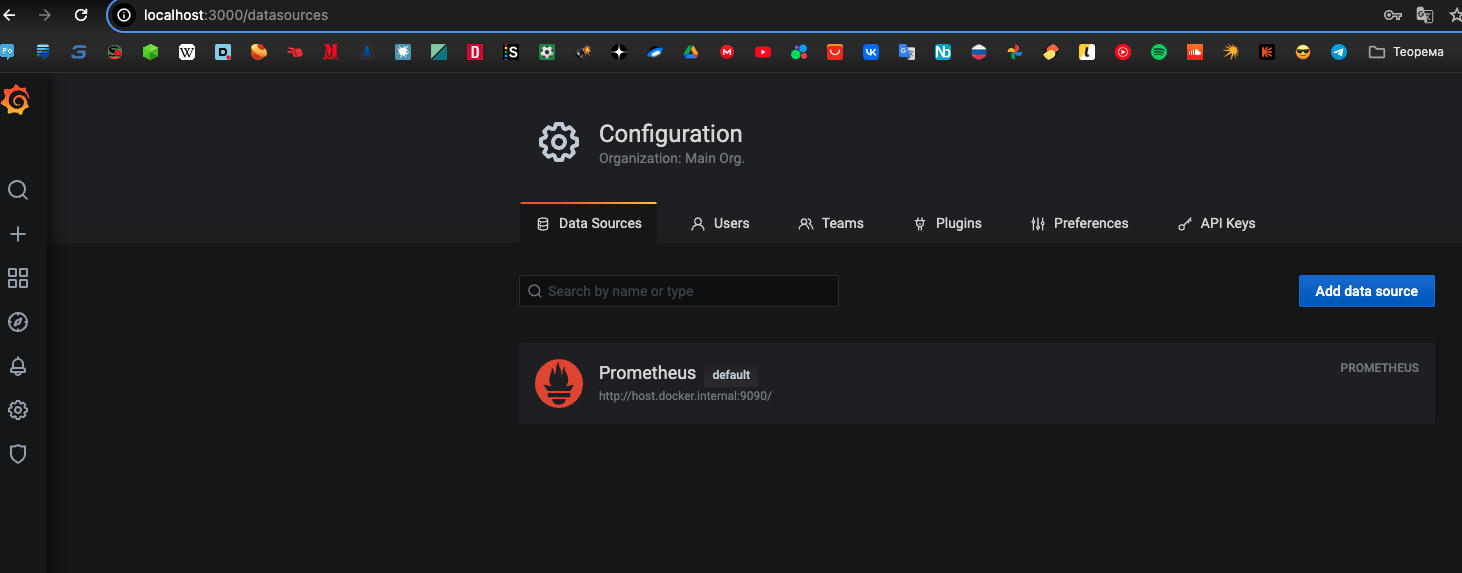 localhost:3000/datasources
Теорема
Configuration
Organization: Main Org.
Data Sources Users Teams Plugins Preferences API Keys
Search by name or type
Add data source
Prometheus default
PROMETHEUS
http://host.docker.internal:9090/